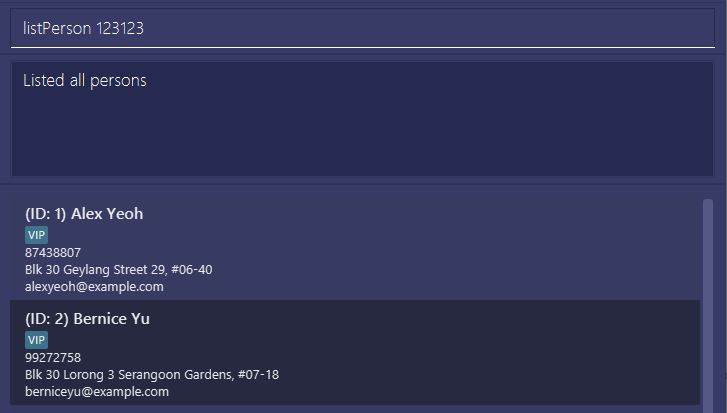 listPerson 123123
Listed all persons
(ID: 1) Alex Yeoh
VIP
87438807
Blk 30 Geylang Street 29, #06-40
alexyeoh@example.com
(ID: 2) Bernice Yu
VIP
99272758
Blk 30 Lorong 3 Serangoon Gardens, #07-18
berniceyu@example.com